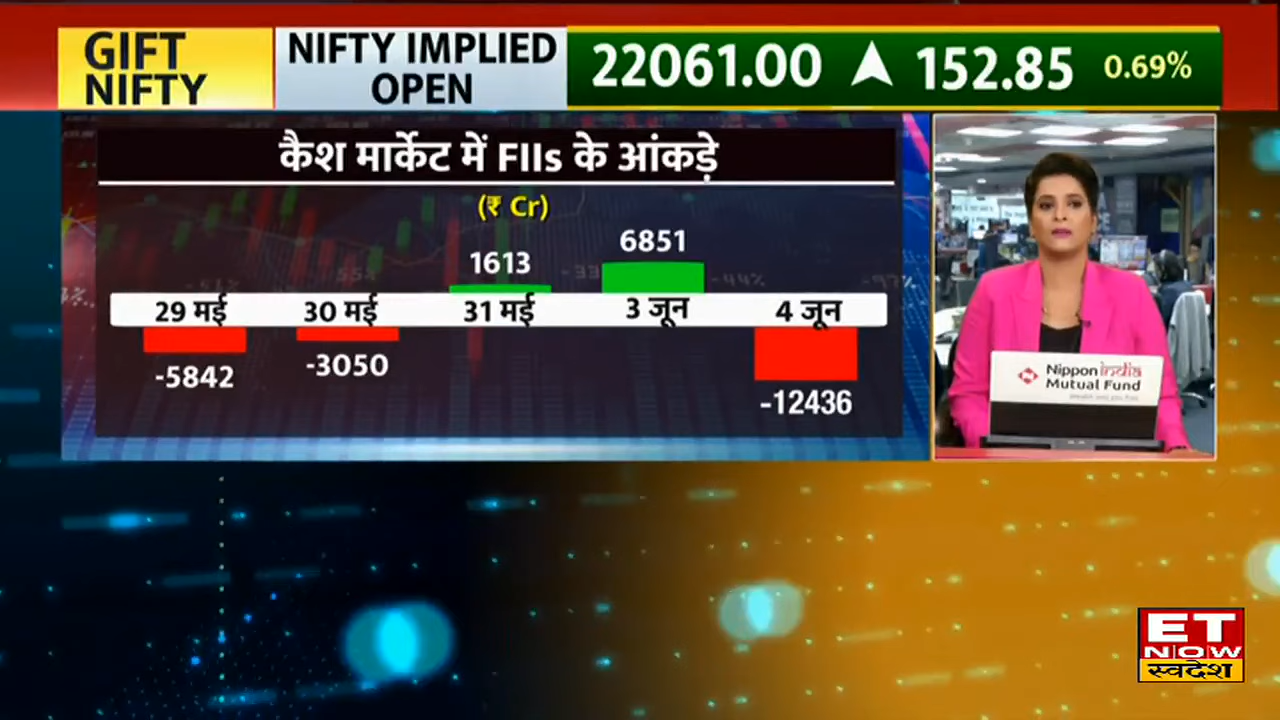 GIFT
NIFTY
NIFTY IMPLIED
OPEN
22061.00
152.85
0.69%
कैश मार्केट में FIIs के आंकड़े
(₹ Cr)
1613
6851
29 मई
30 मई
31 मई
3 जून
4 जून
-5842
-3050
-12436
Nippon india
Mutual Fund
ET
NOW
स्वदेश